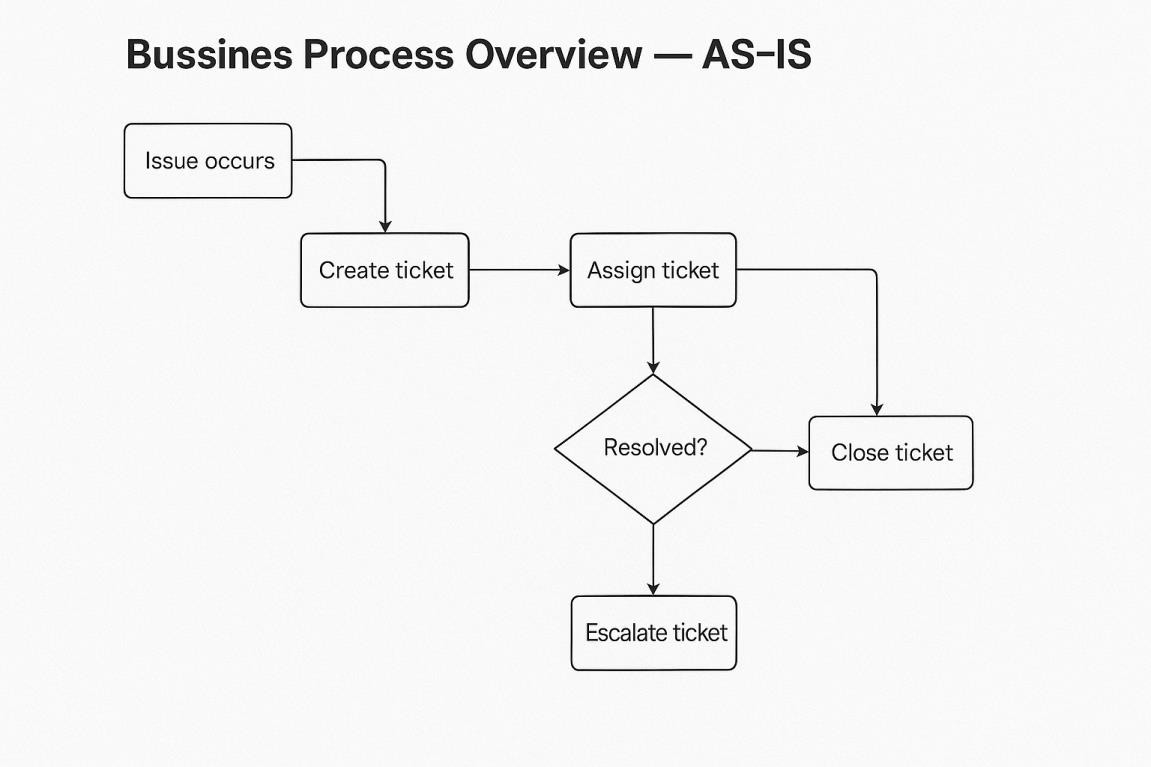 Bussines Process Overview — AS–IS
Issue occurs
Create ticket
Assign ticket
Resolved?
Close ticket
Escalate ticket